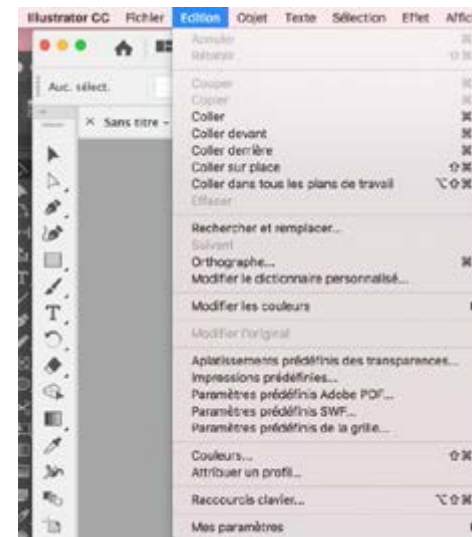 Illustrator CC Fichier Edition Objet Texte Sélection Effet Affic
Annuler
Rétablir
Auc. sélect.
Couper
Copier
Coller
× Sans titre -
Coller devant
Coller derrière
Coller sur place
Coller dans tous les plans de travail
Effacer
Rechercher et remplacer...
Suivant
Orthographe...
Modifier le dictionnaire personnalisé...
Modifier les couleurs
Modifier l'original
Aplatissements prédéfinis des transparences...
Impressions prédéfinies...
Paramètres prédéfinis Adobe PDF...
Paramètres prédéfinis SWF...
Paramètres prédéfinis de la grille...
Couleurs...
Attribuer un profil...
Raccourcis clavier...
Mes paramètres